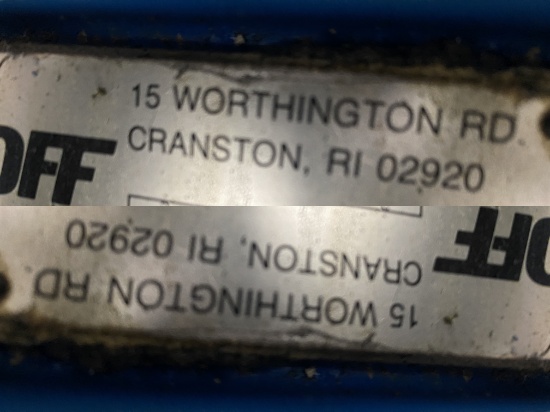 15 WORTHINGTON RD.
OFF CRANSTON, RI 02920
CRANSTON, RI 02920 OFF
15 WORTHINGTON RD.